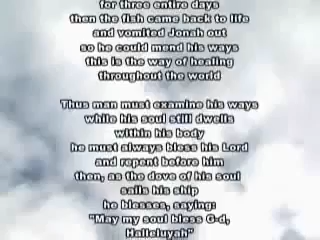 for three entire days
then the fish came back to life
and vomited Jonah out
so he could mend his ways
this is the way of healing
throughout the world
Thus man must examine his ways
while his soul still dwells
within his body
he must always bless his Lord
and repent before him
then, as the dove of his soul
sails his ship
he blesses, saying:
"May my soul bless G-d,
Halleluyah"